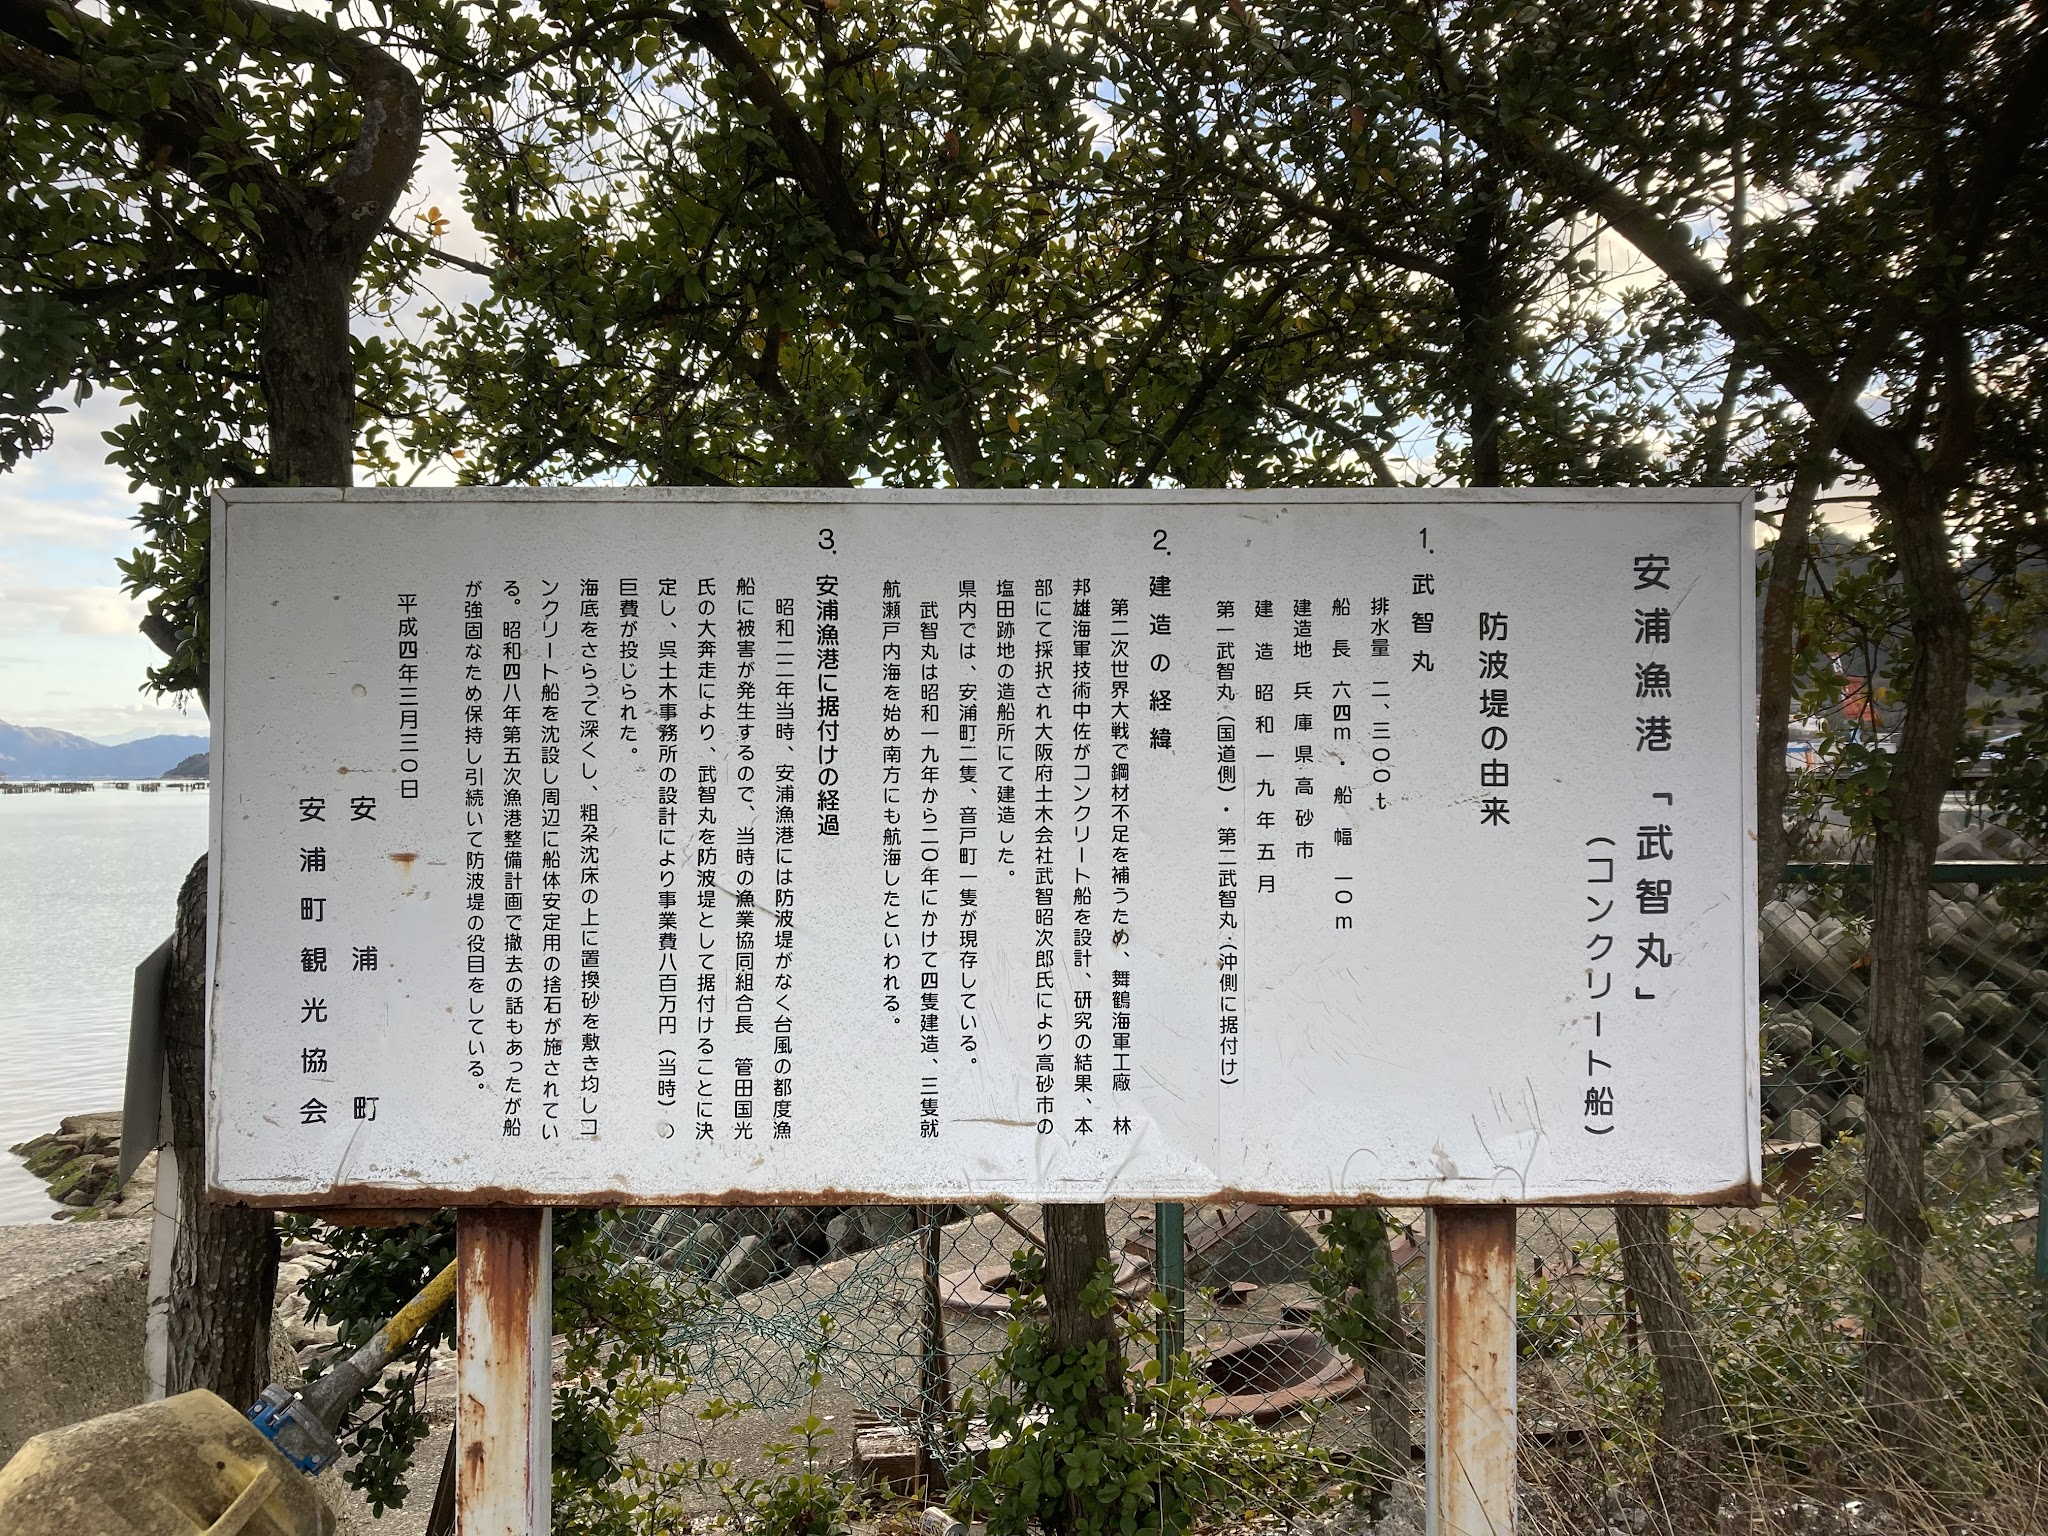 安浦漁港「武智丸」
(コンクリート船)
防波堤の由来
1. 武智丸
排水量 二、三〇〇t
船長 六四m・船幅 一〇m
建造地 兵庫県高砂市
建造 昭和一九年五月
第一武智丸(国道側)・第二武智丸(沖側に据付け)
2. 建造の経緯
第二次世界大戦で鋼材不足を補うため、舞鶴海軍工廠 林
邦雄海軍技術中佐がコンクリート船を設計、研究の結果、本
部にて採択され大阪府土木会社武智昭次郎氏により高砂市の
塩田跡地の造船所にて建造した。
県内では、安浦町二隻、音戸町一隻が現存している。
武智丸は昭和一九年から二〇年にかけて四隻建造、三隻就
航瀬戸内海を始め南方にも航海したといわれる。
3. 安浦漁港に据付けの経過
昭和二二年当時、安浦漁港には防波堤がなく台風の都度漁
船に被害が発生するので、当時の漁業協同組合長 管田国光
氏の大奔走により、武智丸を防波堤として据付けることに決
定し、呉土木事務所の設計により事業費八百万円(当時)の
巨費が投じられた。
海底をさらって深くし、粗朶沈床の上に置換砂を敷き均しコ
ンクリート船を沈設し周辺に船体安定用の捨石が施されてい
る。昭和四八年第五次漁港整備計画で撤去の話もあったが船
が強固なため保持し引続いて防波堤の役目をしている。
平成四年三月三〇日
安浦町
安浦町観光協会